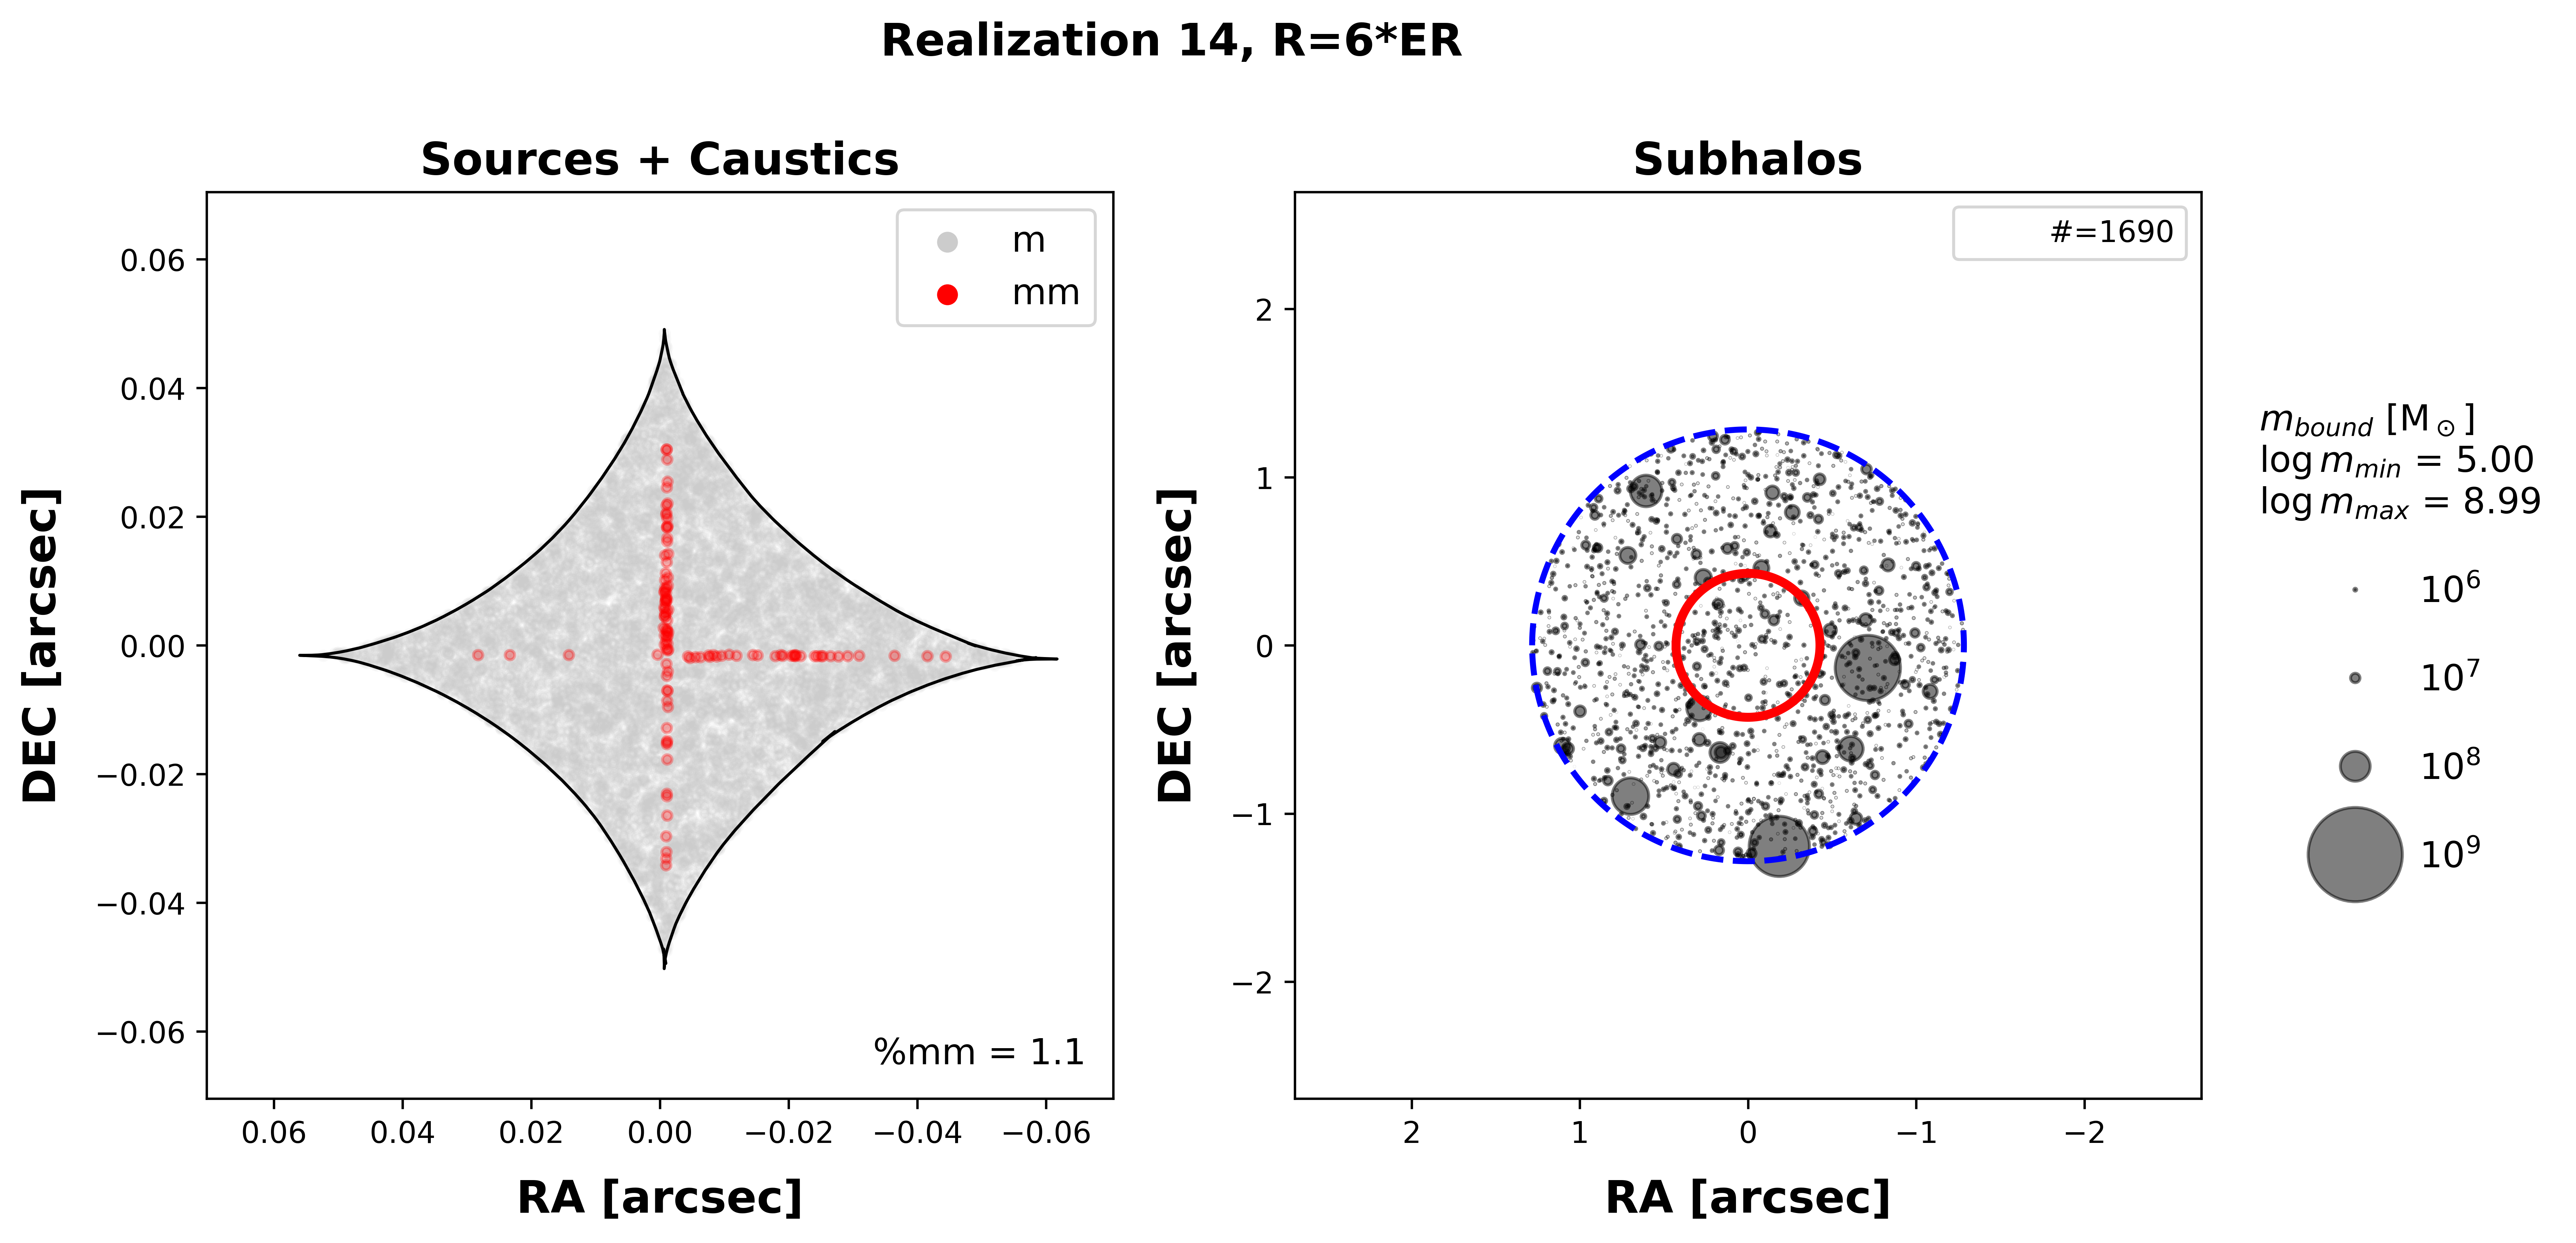 Realization 14, R=6*ER
Sources + Caustics
m
mm
0.06
0.04
0.02
0.00
−0.02
−0.04
−0.06
DEC [arcsec]
%mm = 1.1
0.06
0.04
0.02
0.00
−0.02
−0.04
−0.06
RA [arcsec]
Subhalos
#=1690
2
1
0
−1
−2
DEC [arcsec]
2
1
0
−1
−2
RA [arcsec]
m_bound [M_⊙]
log m_min = 5.00
log m_max = 8.99
10^6
10^7
10^8
10^9